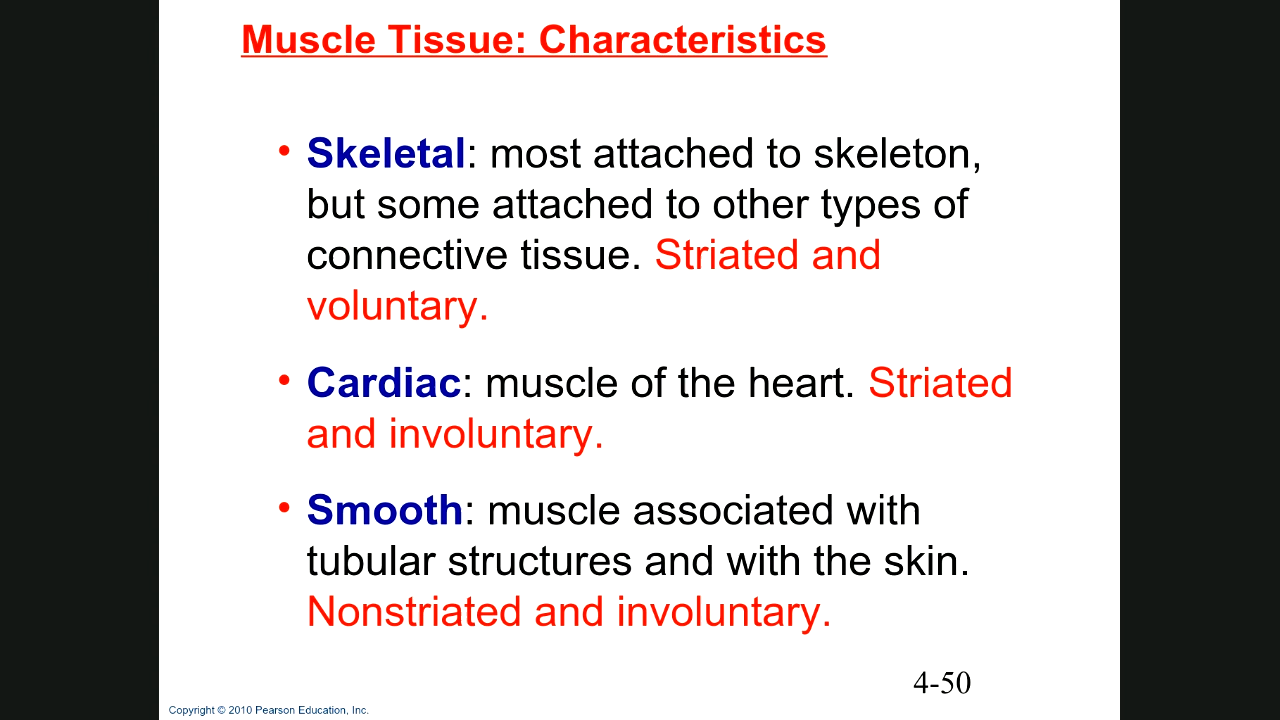 Muscle Tissue: Characteristics
• Skeletal: most attached to skeleton,
but some attached to other types of
connective tissue. Striated and
voluntary.
• Cardiac: muscle of the heart. Striated
and involuntary.
• Smooth: muscle associated with
tubular structures and with the skin.
Nonstriated and involuntary.
4-50
Copyright © 2010 Pearson Education, Inc.